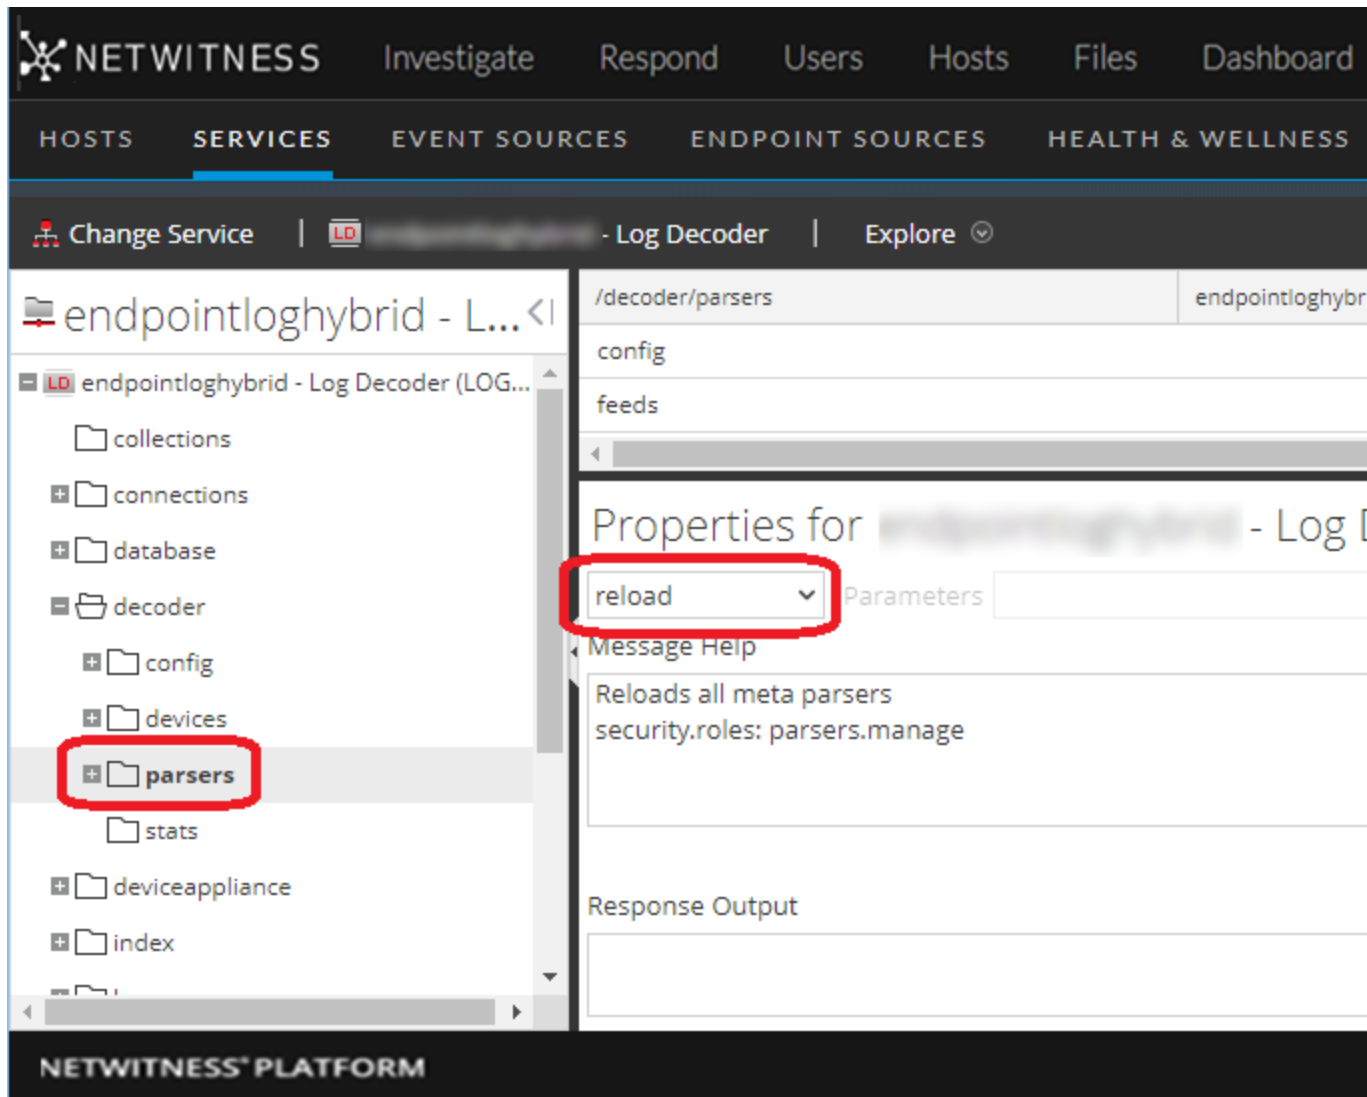 NETWITNESS Investigate Respond Users Hosts Files Dashboard
HOSTS SERVICES EVENT SOURCES ENDPOINT SOURCES HEALTH & WELLNESS
Change Service | LD - Log Decoder | Explore
endpointloghybrid - L...
LD endpointloghybrid - Log Decoder (LOG...
collections
connections
database
decoder
config
devices
parsers
stats
deviceappliance
index
/decoder/parsers endpointloghybr
config
feeds
Properties for - Log D
reload Parameters
Message Help
Reloads all meta parsers
security.roles: parsers.manage
Response Output
NETWITNESS® PLATFORM